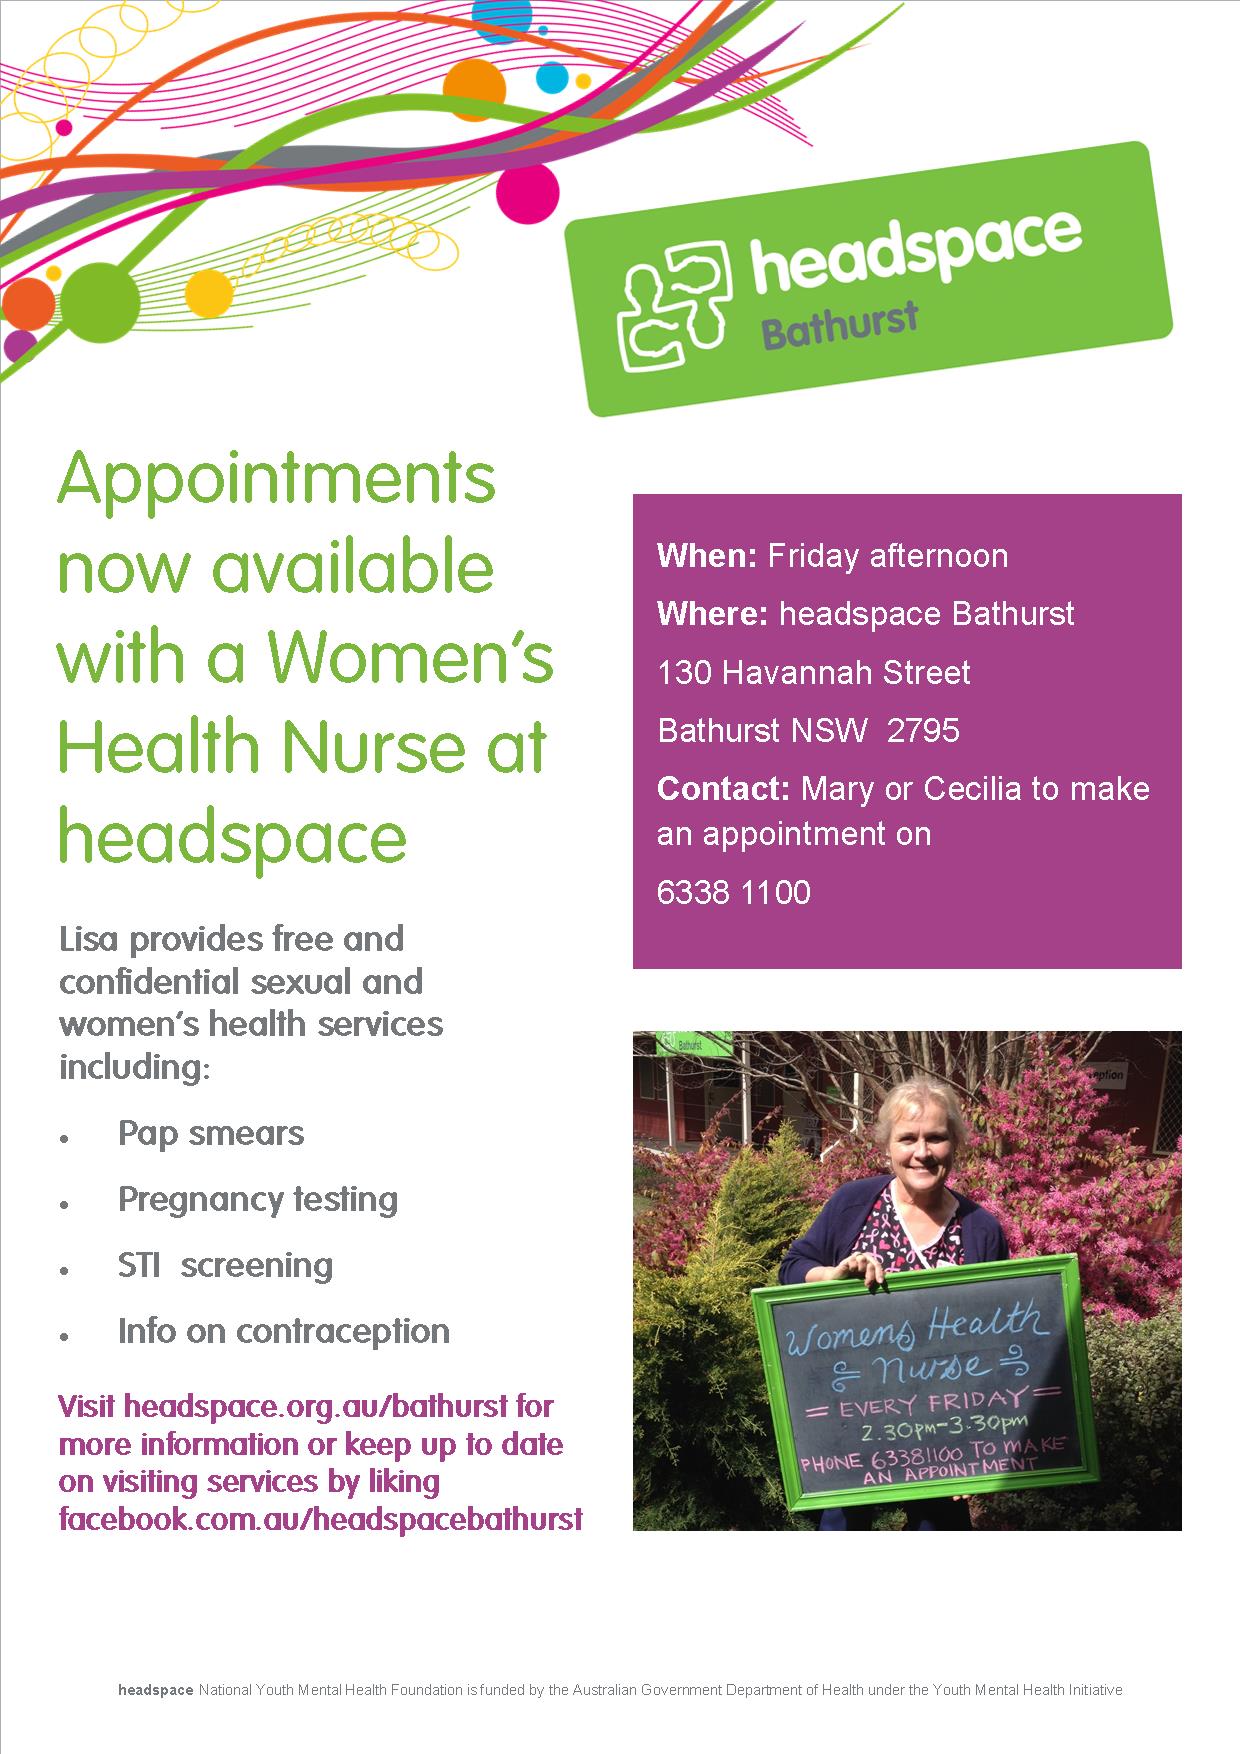 headspace
Bathurst
Appointments
now available
with a Women's
Health Nurse at
headspace
Lisa provides free and
confidential sexual and
women's health services
including:
• Pap smears
• Pregnancy testing
• STI  screening
• Info on contraception
Visit headspace.org.au/bathurst for
more information or keep up to date
on visiting services by liking
facebook.com.au/headspacebathurst
When: Friday afternoon
Where: headspace Bathurst
130 Havannah Street
Bathurst NSW  2795
Contact: Mary or Cecilia to make
an appointment on
6338 1100
Bathurst
Womens Health
Nurse
= EVERY FRIDAY =
2.30pm-3.30pm
PHONE 63381100 TO MAKE
AN APPOINTMENT
headspace National Youth Mental Health Foundation is funded by the Australian Government Department of Health under the Youth Mental Health Initiative